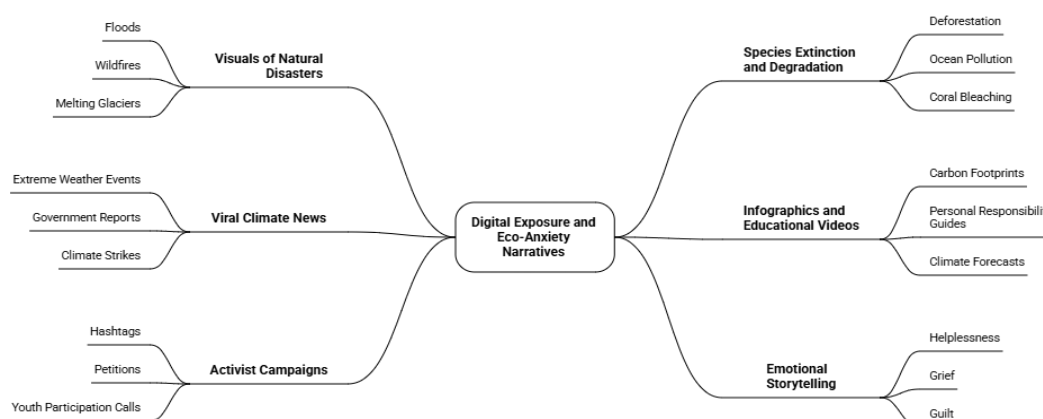 Digital Exposure and
Eco-Anxiety
Narratives
Visuals of Natural
Disasters
Floods
Wildfires
Melting Glaciers
Viral Climate News
Extreme Weather Events
Government Reports
Climate Strikes
Activist Campaigns
Hashtags
Petitions
Youth Participation Calls
Species Extinction
and Degradation
Deforestation
Ocean Pollution
Coral Bleaching
Infographics and
Educational Videos
Carbon Footprints
Personal Responsibili
Guides
Climate Forecasts
Emotional
Storytelling
Helplessness
Grief
Guilt